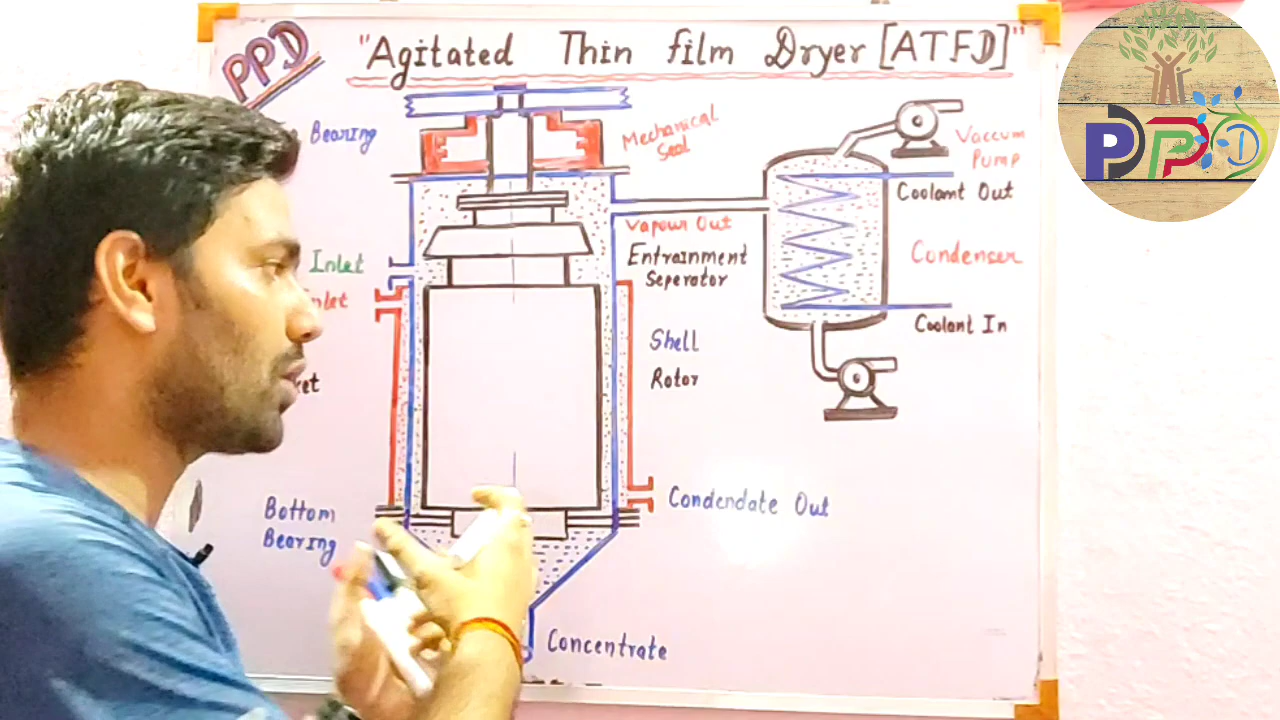 PPD
"Agitated Thin film Dryer [ATFD]"
Bearing
Mechanical
Seal
Vaccum
Pump
Coolant Out
Vapour Out
Entrainment
Seperator
Condenser
Inlet
Coolant In
Shell
Rotor
Condendate Out
Bottom
Bearing
Concentrate
PPD